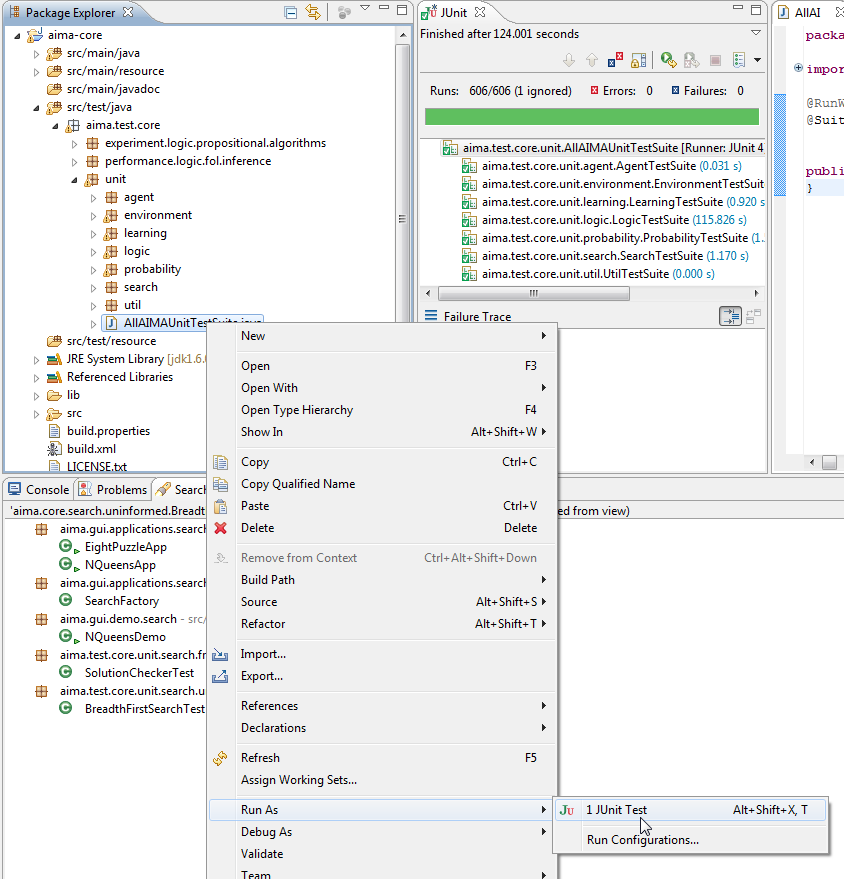 Package Explorer
aima-core
src/main/java
src/main/resource
src/main/javadoc
src/test/java
aima.test.core
experiment.logic.propositional.algorithms
performance.logic.fol.inference
unit
agent
environment
learning
logic
probability
search
util
AllAIMAUnitTestSuite.java
src/test/resource
JRE System Library [jdk1.6.0
Referenced Libraries
lib
src
build.properties
build.xml
LICENSE.txt
JUnit
Finished after 124.001 seconds
Runs: 606/606 (1 ignored) Errors: 0 Failures: 0
aima.test.core.unit.AllAIMAUnitTestSuite [Runner: JUnit 4
aima.test.core.unit.agent.AgentTestSuite (0.031 s)
aima.test.core.unit.environment.EnvironmentTestSuit
aima.test.core.unit.learning.LearningTestSuite (0.920 s
aima.test.core.unit.logic.LogicTestSuite (115.826 s)
aima.test.core.unit.probability.ProbabilityTestSuite (1.
aima.test.core.unit.search.SearchTestSuite (1.170 s)
aima.test.core.unit.util.UtilTestSuite (0.000 s)
Failure Trace
AllAI
packa
impor
@RunW
@Suit
publi
}
Console Problems Search
'aima.core.search.uninformed.Breadt
ed from view)
aima.gui.applications.search
EightPuzzleApp
NQueensApp
aima.gui.applications.search
SearchFactory
aima.gui.demo.search - src/
NQueensDemo
aima.test.core.unit.search.fr
SolutionCheckerTest
aima.test.core.unit.search.u
BreadthFirstSearchTest
New
Open F3
Open With
Open Type Hierarchy F4
Show In Alt+Shift+W
Copy Ctrl+C
Copy Qualified Name
Paste Ctrl+V
Delete Delete
Remove from Context Ctrl+Alt+Shift+Down
Build Path
Source Alt+Shift+S
Refactor Alt+Shift+T
Import...
Export...
References
Declarations
Refresh F5
Assign Working Sets...
Run As
Debug As
Validate
Team
JU 1 JUnit Test Alt+Shift+X, T
Run Configurations...